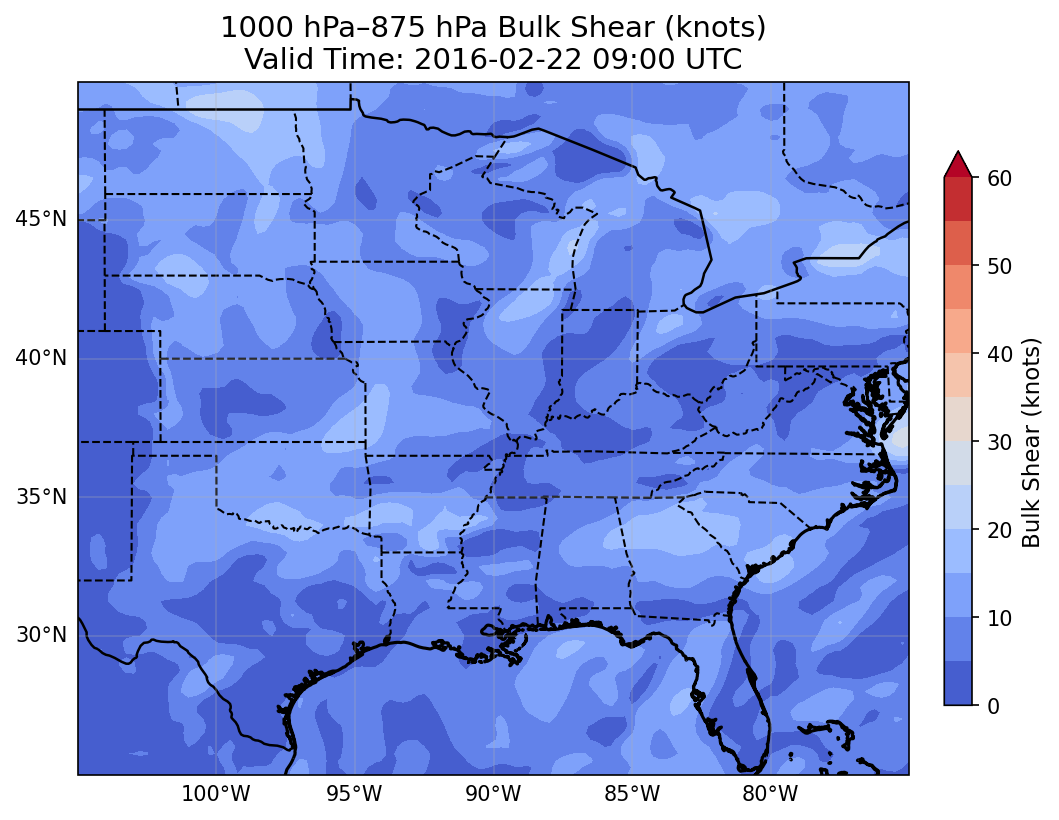 1000 hPa–875 hPa Bulk Shear (knots)
Valid Time: 2016-02-22 09:00 UTC
45°N
40°N
35°N
30°N
100°W
95°W
90°W
85°W
80°W
60
50
40
30
20
10
0
Bulk Shear (knots)